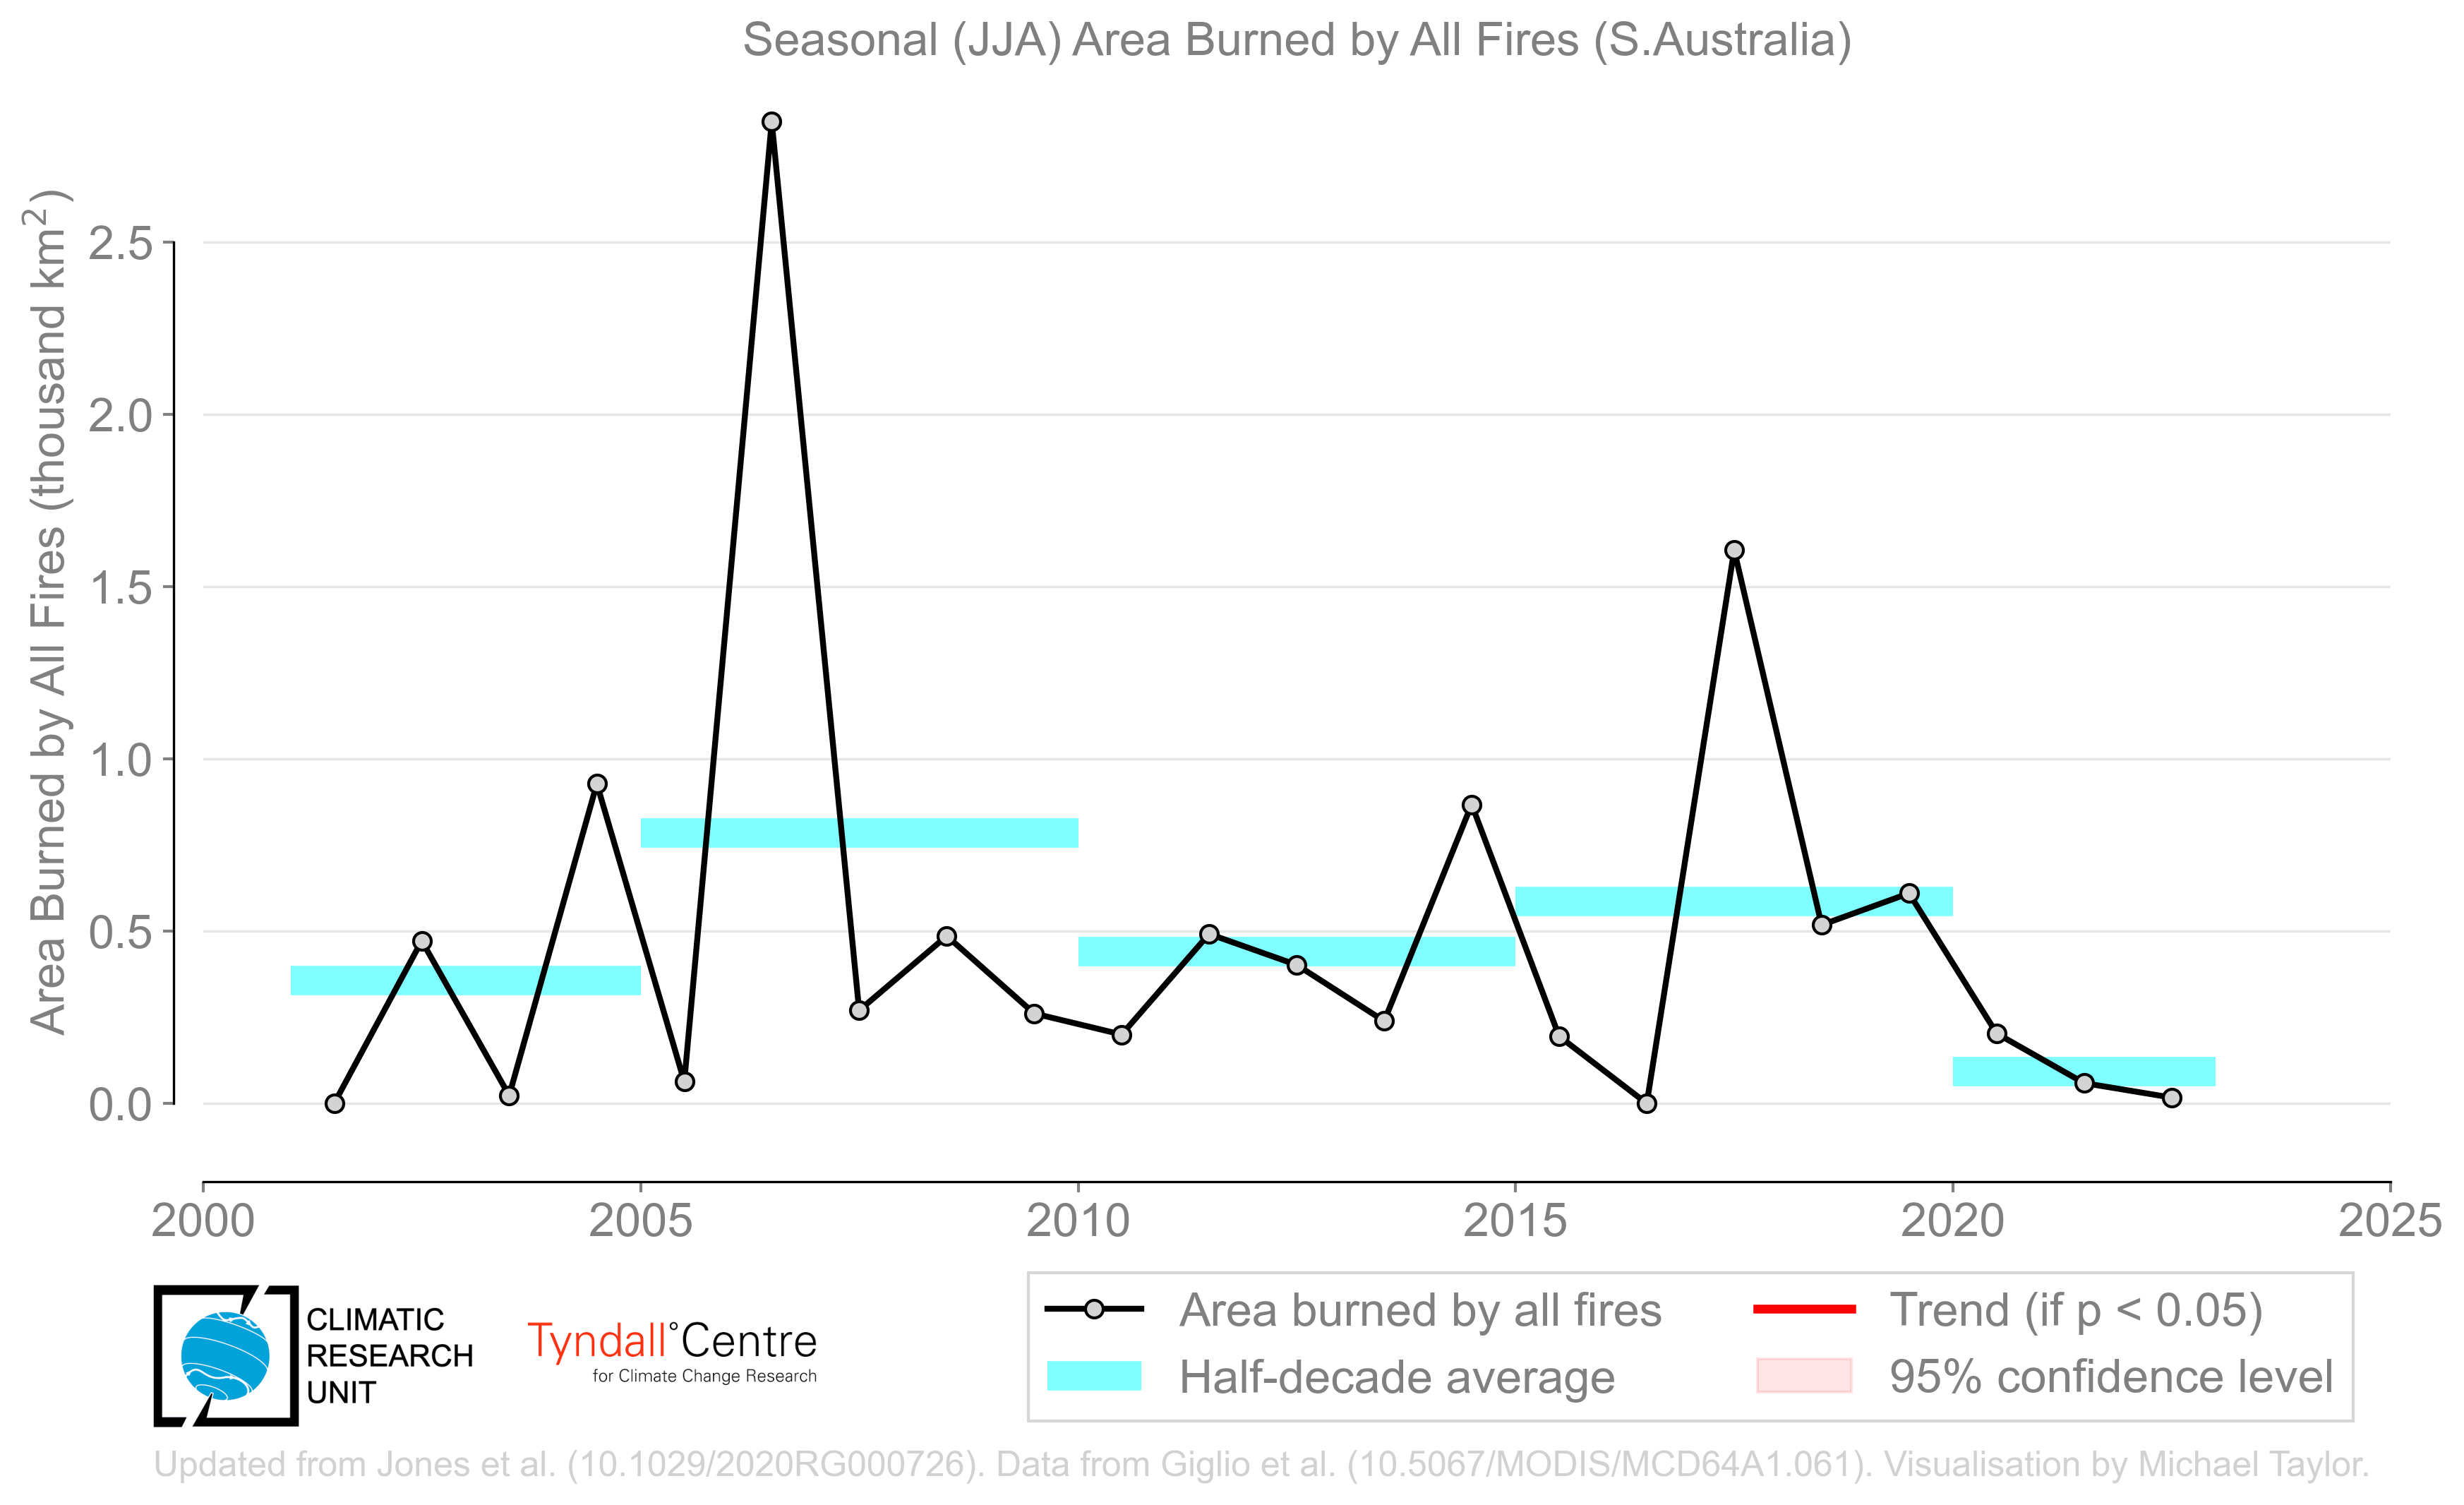 Seasonal (JJA) Area Burned by All Fires (S.Australia)
Area Burned by All Fires (thousand km²)
2.5
2.0
1.5
1.0
0.5
0.0
2000 2005 2010 2015 2020 2025
CLIMATIC
RESEARCH
UNIT
Tyndall°Centre
for Climate Change Research
Area burned by all fires
Half-decade average
Trend (if p < 0.05)
95% confidence level
Updated from Jones et al. (10.1029/2020RG000726). Data from Giglio et al. (10.5067/MODIS/MCD64A1.061). Visualisation by Michael Taylor.